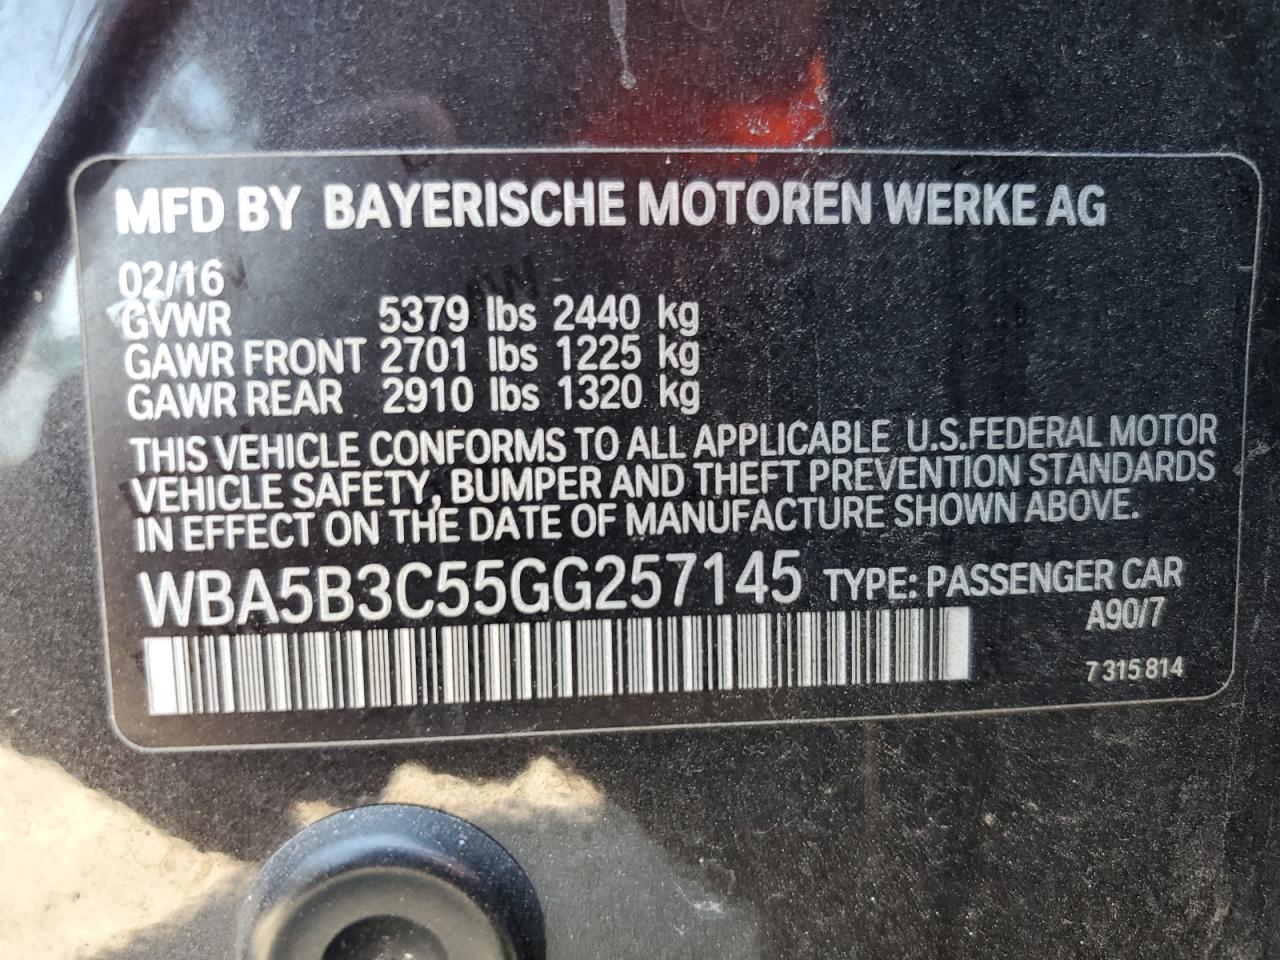 MFD BY BAYERISCHE MOTOREN WERKE AG
02/16
GVWR 5379 lbs 2440 kg
GAWR FRONT 2701 lbs 1225 kg
GAWR REAR 2910 lbs 1320 kg
THIS VEHICLE CONFORMS TO ALL APPLICABLE U.S.FEDERAL MOTOR
VEHICLE SAFETY, BUMPER AND THEFT PREVENTION STANDARDS
IN EFFECT ON THE DATE OF MANUFACTURE SHOWN ABOVE.
WBA5B3C55GG257145 TYPE: PASSENGER CAR
A90/7
7 315 814